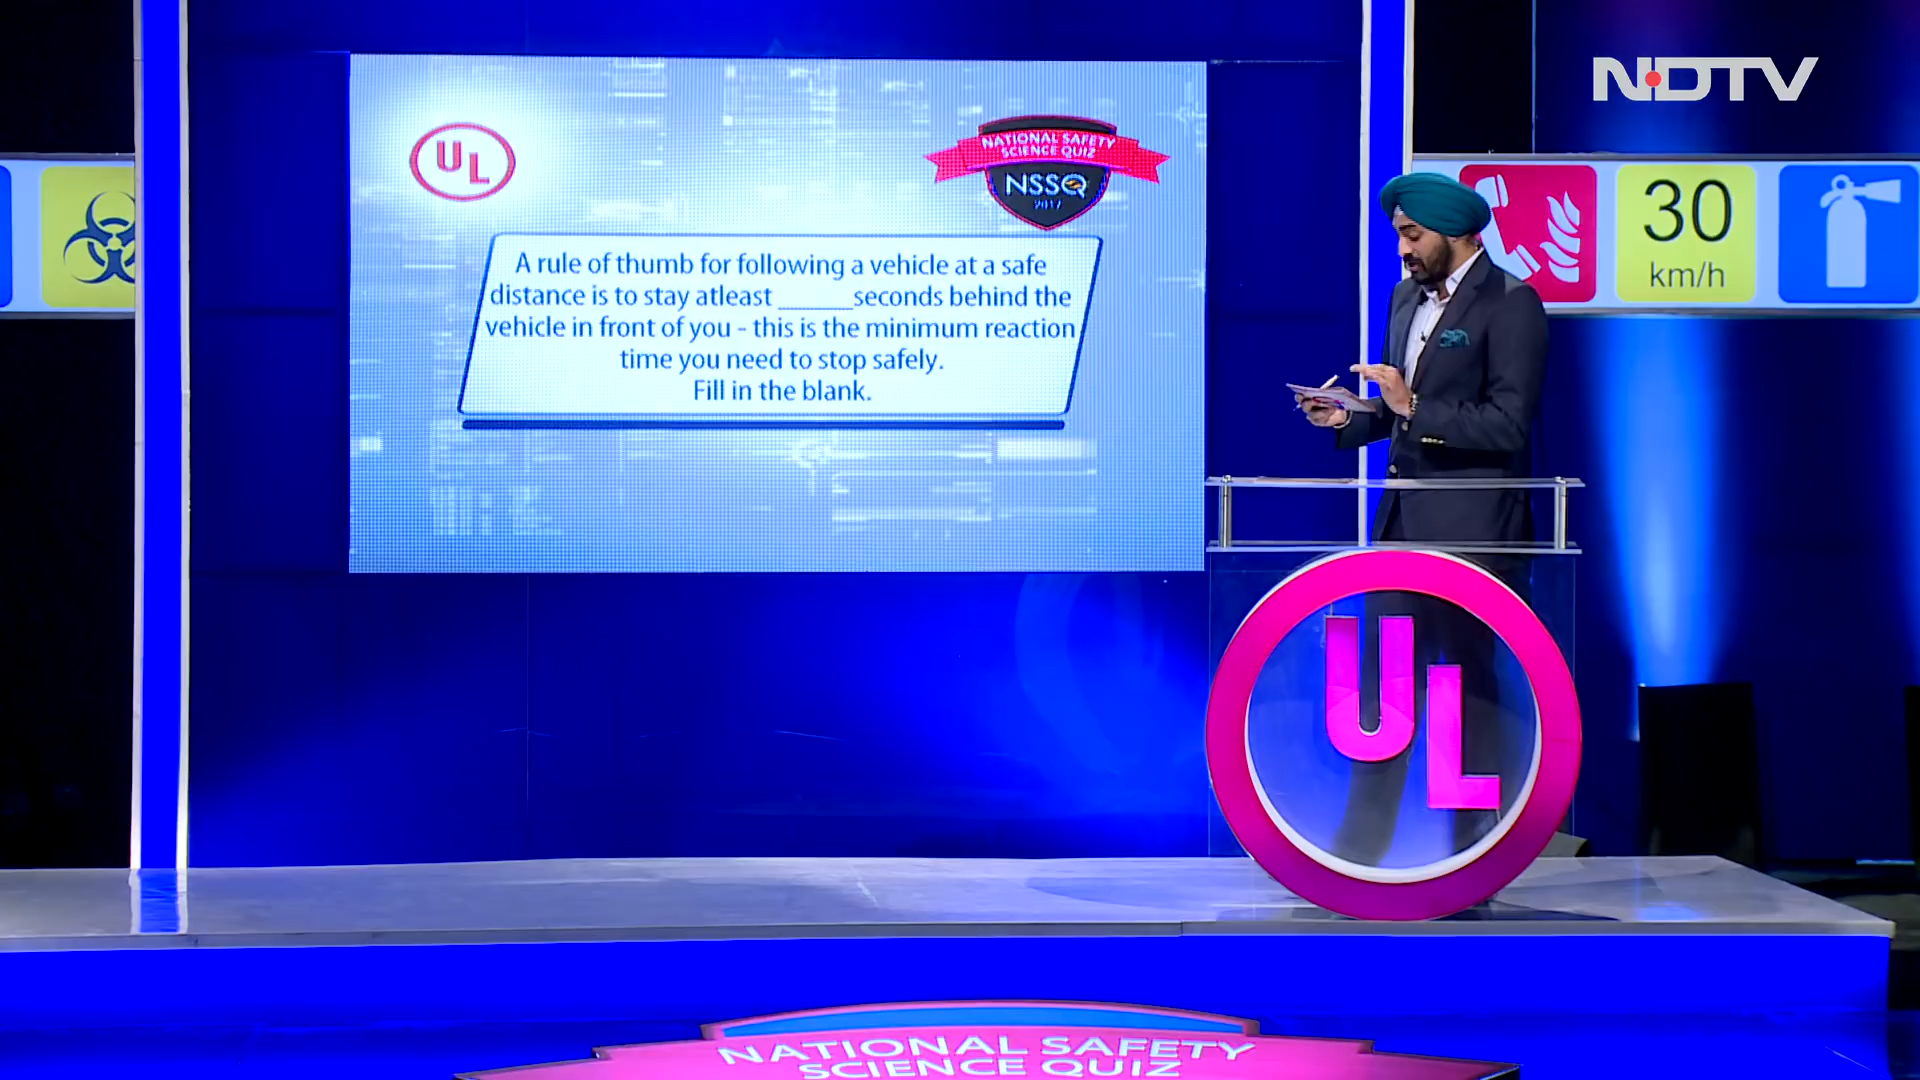 NDTV
UL
NATIONAL SAFETY
SCIENCE QUIZ
NSSQ
2017
A rule of thumb for following a vehicle at a safe
distance is to stay atleast ______seconds behind the
vehicle in front of you - this is the minimum reaction
time you need to stop safely.
Fill in the blank.
30
km/h
UL
NATIONAL SAFETY
SCIENCE QUIZ